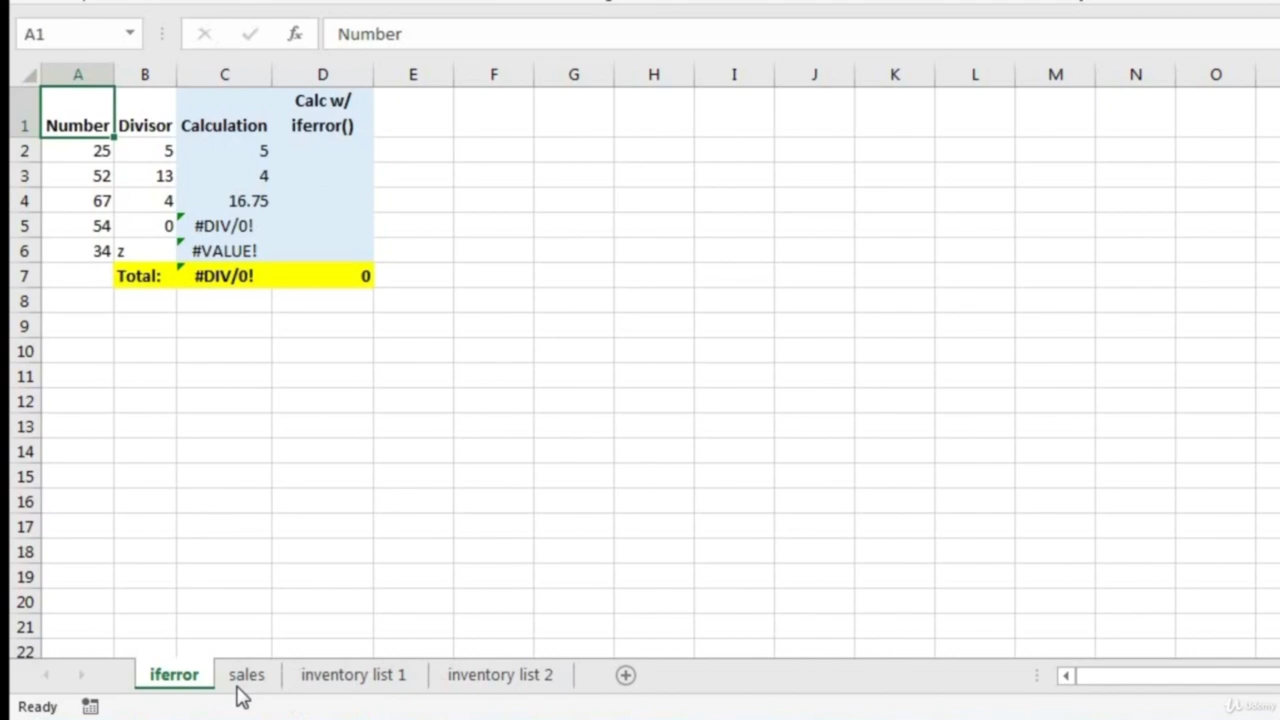 A1 fx Number
A B C D E F G H I J K L M N O
Calc w/
1 Number Divisor Calculation iferror()
2 25 5 5
3 52 13 4
4 67 4 16.75
5 54 0 #DIV/0!
6 34 z #VALUE!
7 Total: #DIV/0! 0
8
9
10
11
12
13
14
15
16
17
18
19
20
21
22
iferror sales inventory list 1 inventory list 2
Ready
Udemy